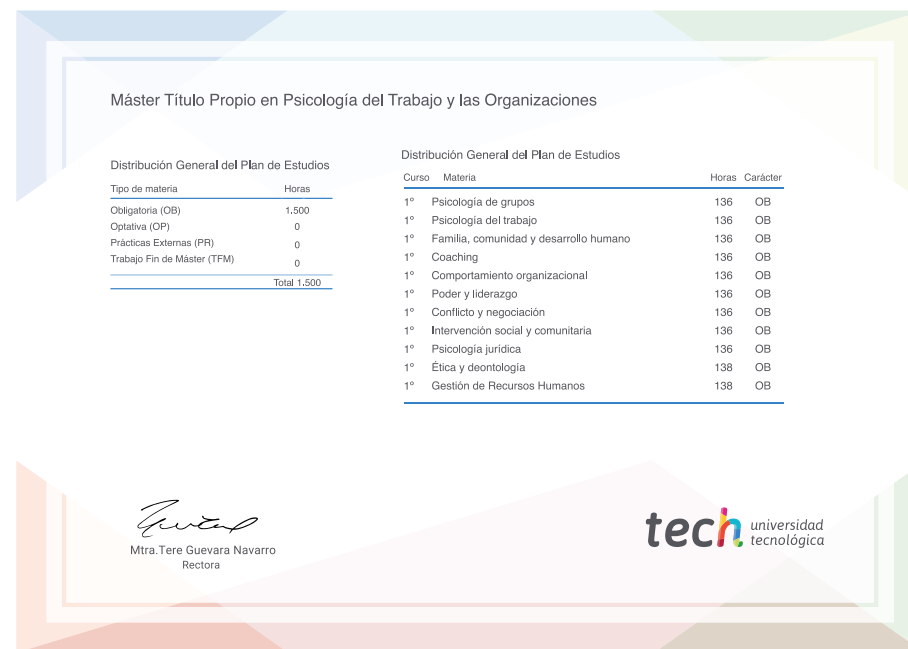 Máster Título Propio en Psicología del Trabajo y las Organizaciones
Distribución General del Plan de Estudios
Tipo de materia Horas
Obligatoria (OB) 1.500
Optativa (OP) 0
Prácticas Externas (PR) 0
Trabajo Fin de Máster (TFM) 0
Total 1.500
Distribución General del Plan de Estudios
Curso Materia Horas Carácter
1º Psicología de grupos 136 OB
1º Psicología del trabajo 136 OB
1º Familia, comunidad y desarrollo humano 136 OB
1º Coaching 136 OB
1º Comportamiento organizacional 136 OB
1º Poder y liderazgo 136 OB
1º Conflicto y negociación 136 OB
1º Intervención social y comunitaria 136 OB
1º Psicología jurídica 136 OB
1º Ética y deontología 138 OB
1º Gestión de Recursos Humanos 138 OB
Mtra.Tere Guevara Navarro
Rectora
tech universidad
tecnológica